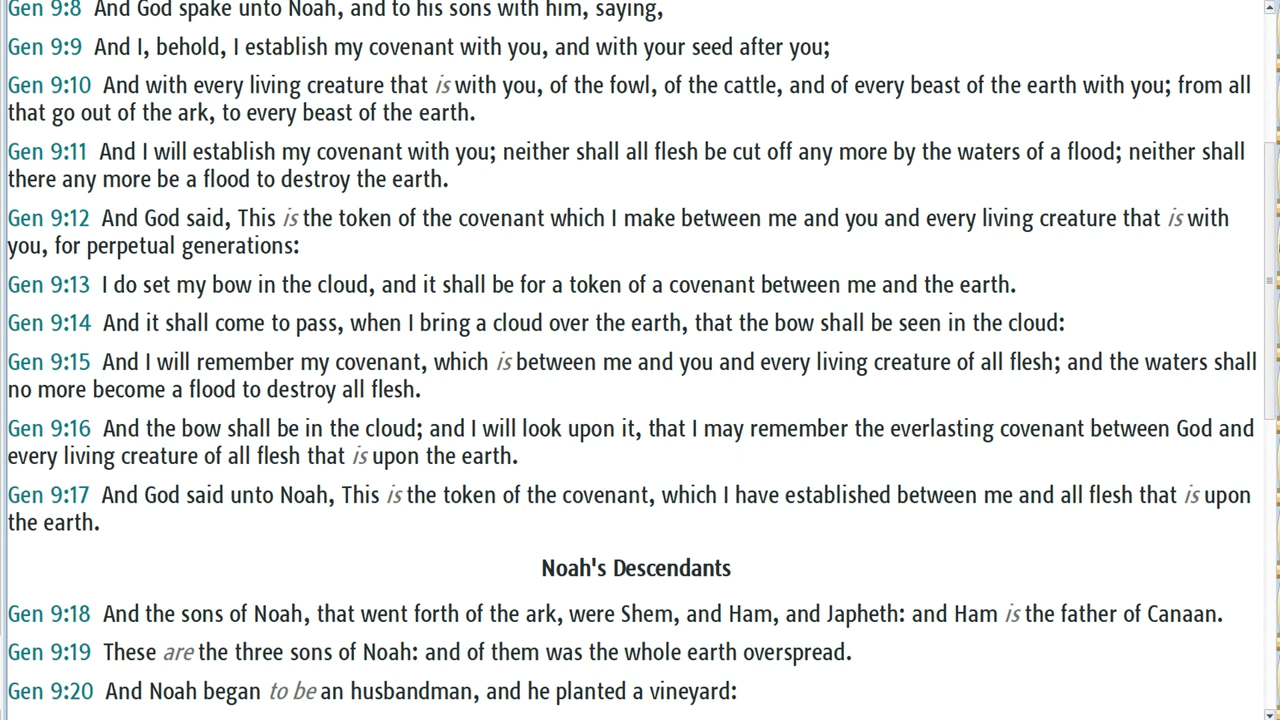 Gen 9:8 And God spake unto Noah, and to his sons with him, saying,
Gen 9:9 And I, behold, I establish my covenant with you, and with your seed after you;
Gen 9:10 And with every living creature that is with you, of the fowl, of the cattle, and of every beast of the earth with you; from all
that go out of the ark, to every beast of the earth.
Gen 9:11 And I will establish my covenant with you; neither shall all flesh be cut off any more by the waters of a flood; neither shall
there any more be a flood to destroy the earth.
Gen 9:12 And God said, This is the token of the covenant which I make between me and you and every living creature that is with
you, for perpetual generations:
Gen 9:13 I do set my bow in the cloud, and it shall be for a token of a covenant between me and the earth.
Gen 9:14 And it shall come to pass, when I bring a cloud over the earth, that the bow shall be seen in the cloud:
Gen 9:15 And I will remember my covenant, which is between me and you and every living creature of all flesh; and the waters shall
no more become a flood to destroy all flesh.
Gen 9:16 And the bow shall be in the cloud; and I will look upon it, that I may remember the everlasting covenant between God and
every living creature of all flesh that is upon the earth.
Gen 9:17 And God said unto Noah, This is the token of the covenant, which I have established between me and all flesh that is upon
the earth.
Noah's Descendants
Gen 9:18 And the sons of Noah, that went forth of the ark, were Shem, and Ham, and Japheth: and Ham is the father of Canaan.
Gen 9:19 These are the three sons of Noah: and of them was the whole earth overspread.
Gen 9:20 And Noah began to be an husbandman, and he planted a vineyard: